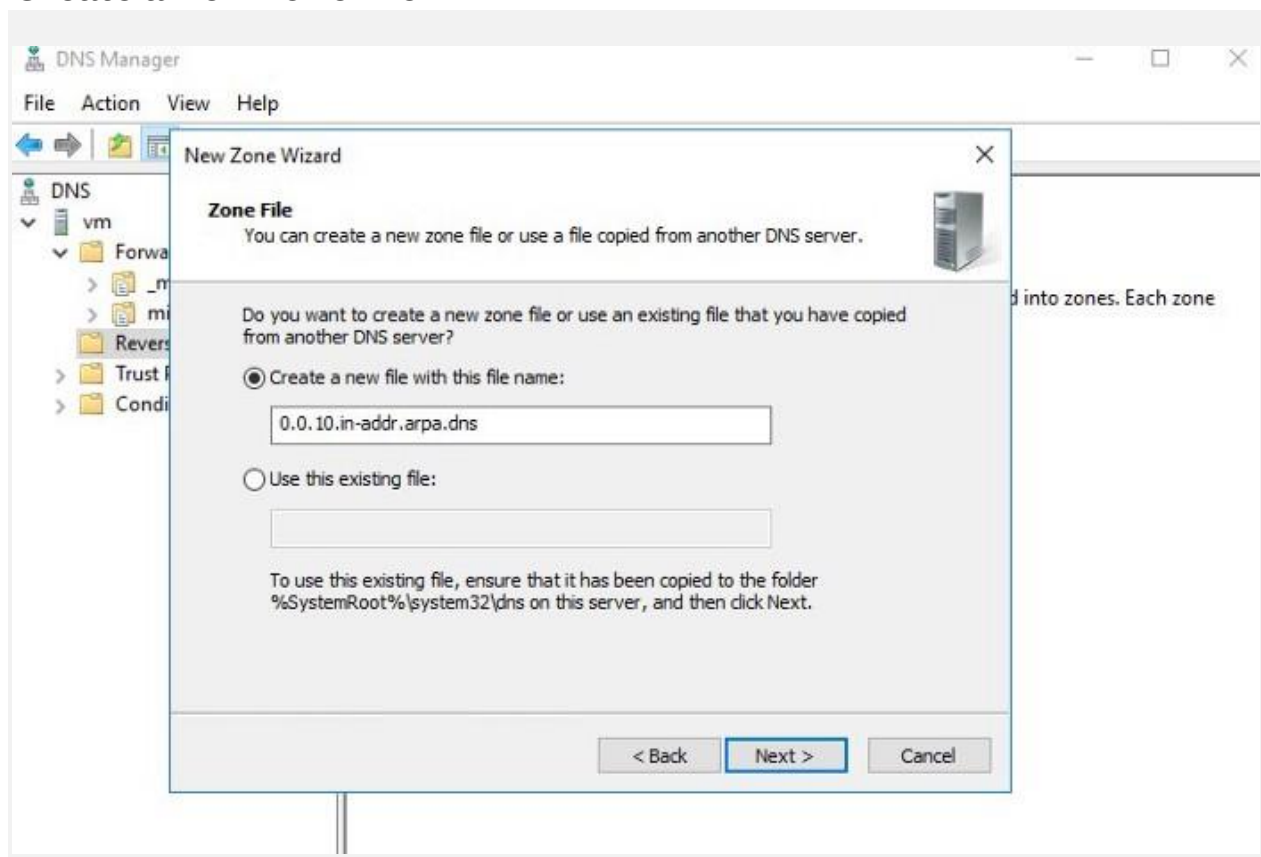 DNS Manager
File Action View Help
New Zone Wizard
DNS
vm
Forwa
_m
mi
Revers
Trust P
Condi
Zone File
You can create a new zone file or use a file copied from another DNS server.
Do you want to create a new zone file or use an existing file that you have copied
from another DNS server?
Create a new file with this file name:
0.0.10.in-addr.arpa.dns
Use this existing file:
To use this existing file, ensure that it has been copied to the folder
%SystemRoot%\system32\dns on this server, and then click Next.
< Back Next > Cancel
d into zones. Each zone